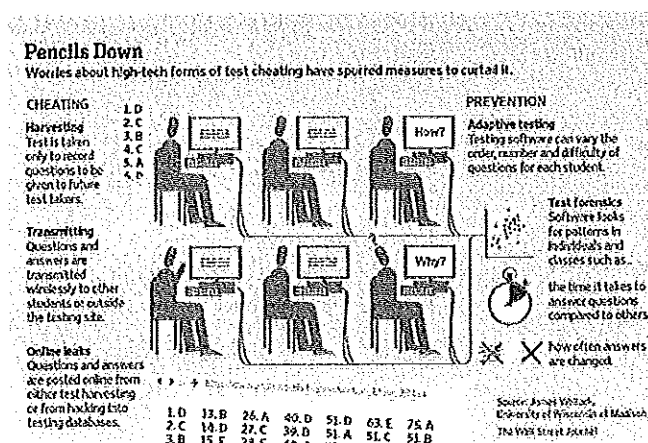 Pencils Down
Worries about high-tech forms of test cheating have spurred measures to curtail it.
CHEATING
Harvesting
Test is taken
only to record
questions to be
given to future
test takers.
1. D
2. C
3. B
4. C
5. A
Transmitting
Questions and
answers are
transmitted
wirelessly to other
students or outside
the testing site.
Online leaks
Questions and answers
are posted online from
either test harvesting
or from hacking into
testing databases.
How?
Why?
PREVENTION
Adaptive testing
Testing software can vary the
order, number and difficulty of
questions for each student.
Test forensics
Software looks
for patterns in
individuals and
classes such as...
the time it takes to
answer questions
compared to others
how often answers
are changed.
1. D 13. B 26. A 40. D 51. D 63. E 75. A
2. C 14. D 27. C 39. D 51. A 51. C 51. B
3. B 15. E
Source: James Wollack,
University of Wisconsin at Madison
The Wall Street Journal